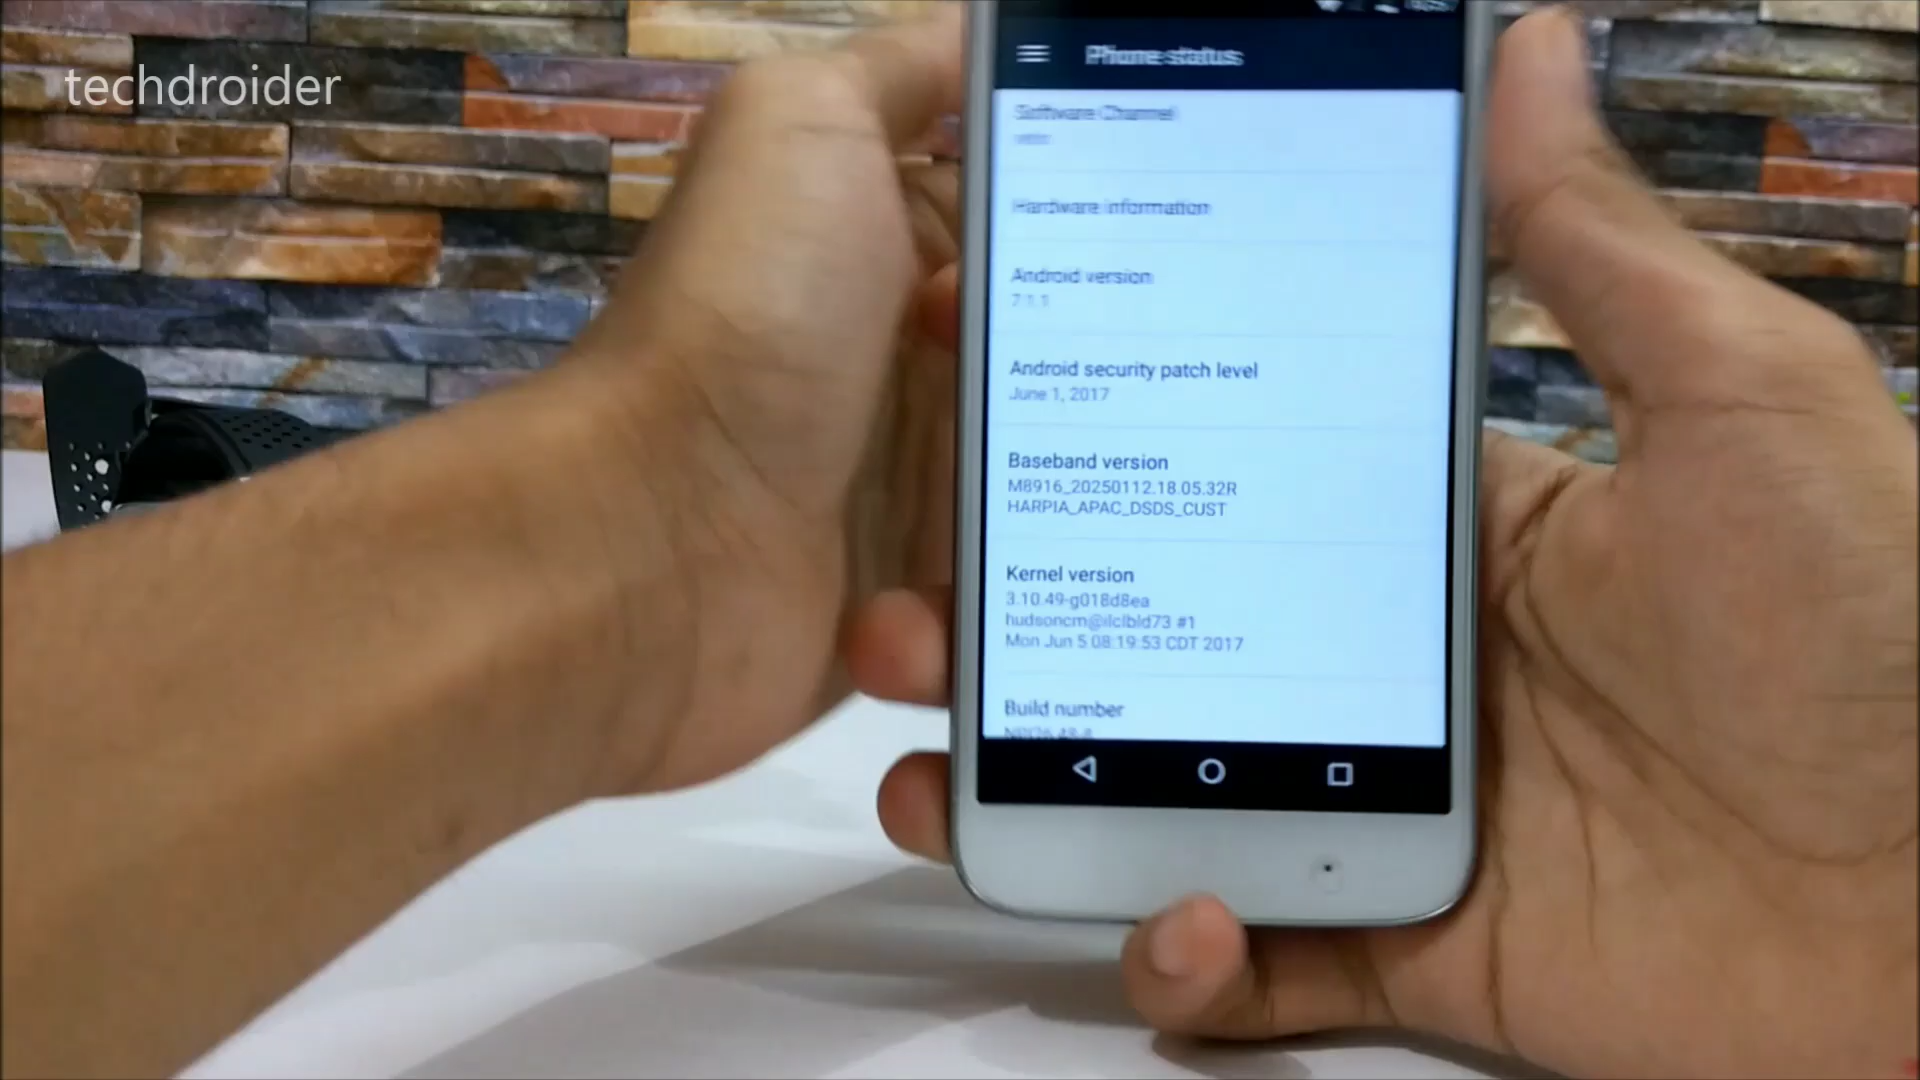 techdroider
Phone status
Software Channel
Hardware information
Android version
7.1.1
Android security patch level
June 1, 2017
Baseband version
M8916_20250112.18.05.32R
HARPIA_APAC_DSDS_CUST
Kernel version
3.10.49-g018d8ea
hudsoncm@ilclbld73 #1
Mon Jun 5 08:19:53 CDT 2017
Build number